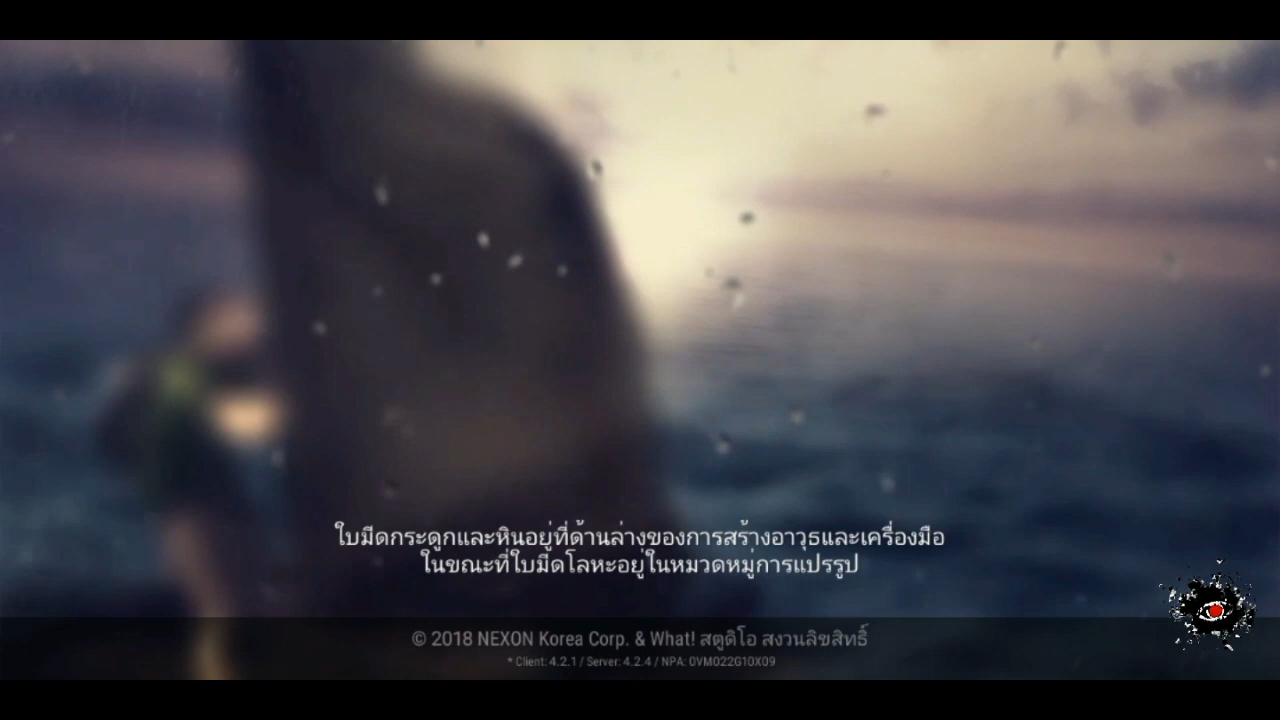 ใบมีดกระดูกและหินอยู่ที่ด้านล่างของการสร้างอาวุธและเครื่องมือ
ในขณะที่ใบมีดโลหะอยู่ในหมวดหมู่การแปรรูป
© 2018 NEXON Korea Corp. & What! สตูดิโอ สงวนลิขสิทธิ์
* Client: 4.2.1 / Server: 4.2.4 / NPA: 0VM022G10X09